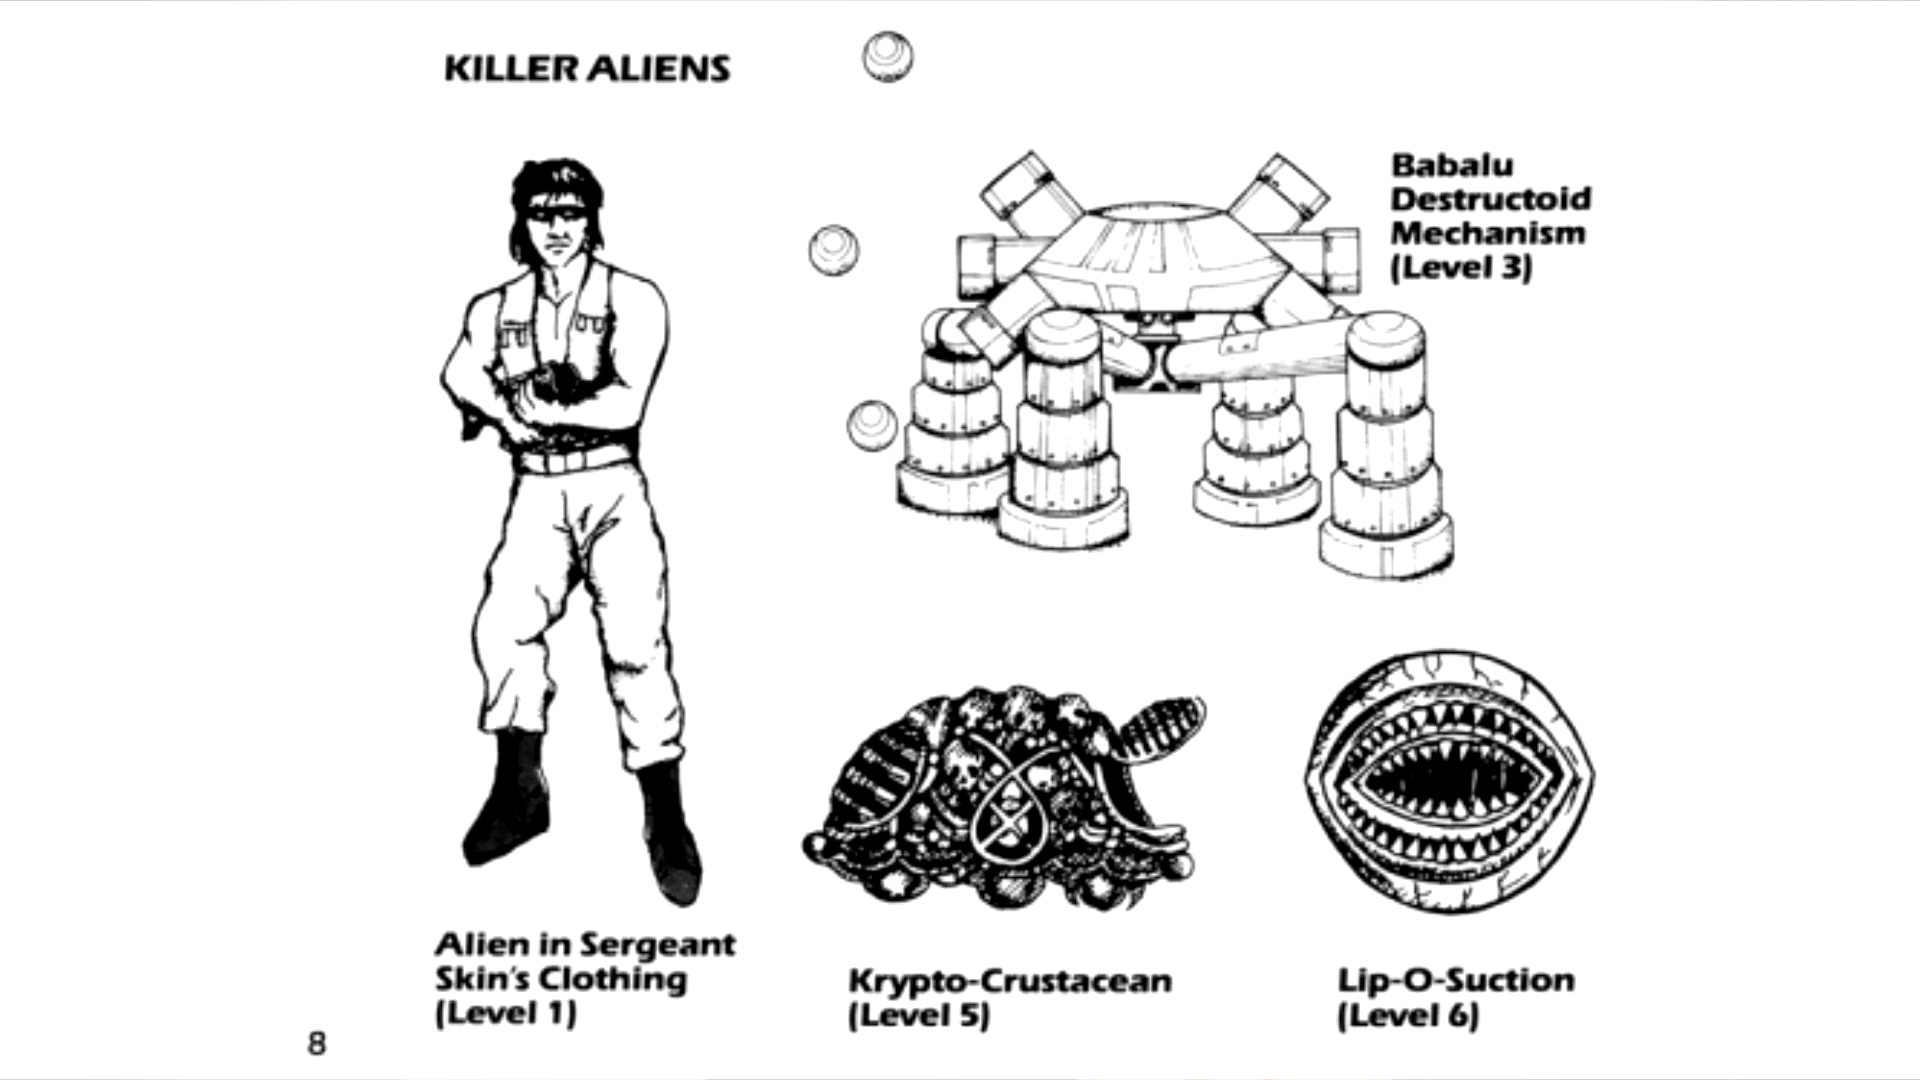 KILLER ALIENS
Babalu
Destructoid
Mechanism
(Level 3)
Alien in Sergeant
Skin's Clothing
(Level 1)
Krypto-Crustacean
(Level 5)
Lip-O-Suction
(Level 6)
8